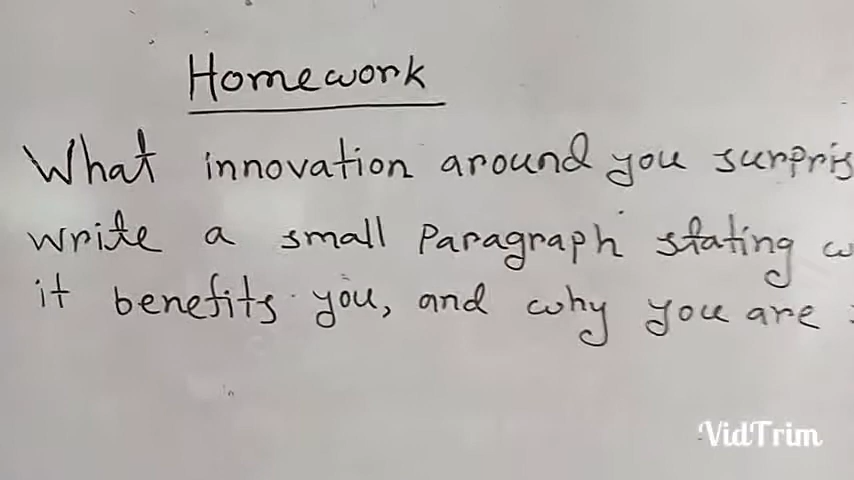 Homework
What innovation around you surpris
write a small paragraph stating w
it benefits you, and why you are
VidTrim